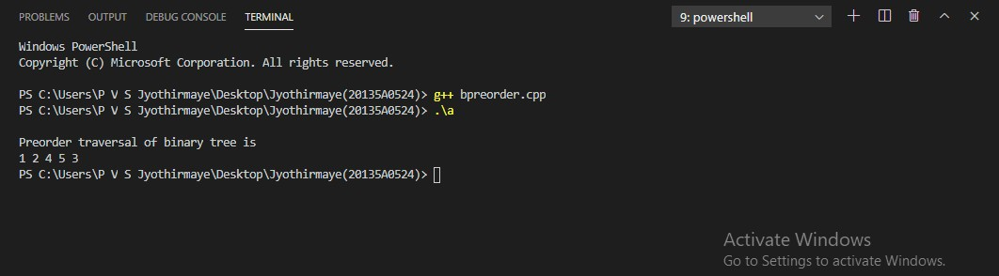 PROBLEMS OUTPUT DEBUG CONSOLE TERMINAL 9: powershell
Windows PowerShell
Copyright (C) Microsoft Corporation. All rights reserved.
PS C:\Users\P V S Jyothirmaye\Desktop\Jyothirmaye(20135A0524)> g++ bpreorder.cpp
PS C:\Users\P V S Jyothirmaye\Desktop\Jyothirmaye(20135A0524)> .\a
Preorder traversal of binary tree is
1 2 4 5 3
PS C:\Users\P V S Jyothirmaye\Desktop\Jyothirmaye(20135A0524)>
Activate Windows
Go to Settings to activate Windows.